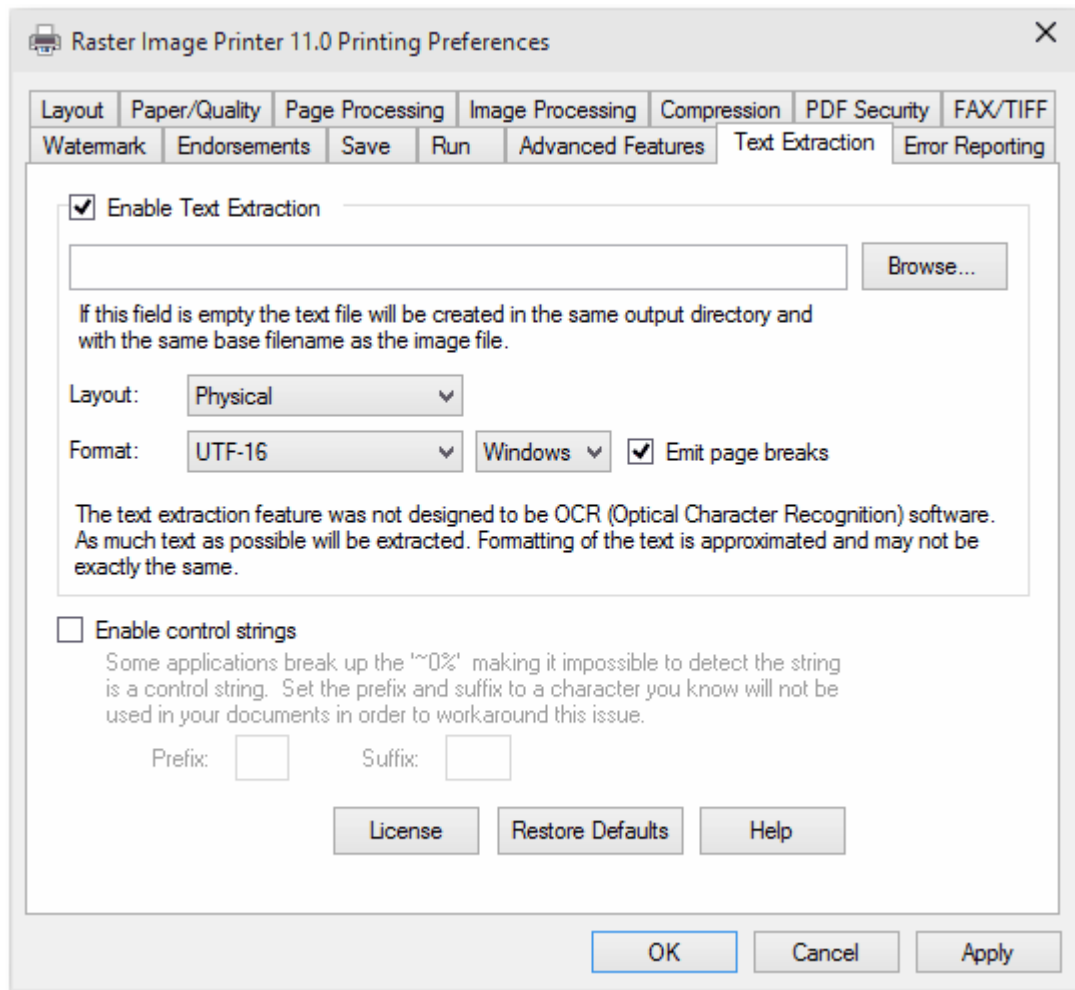 Raster Image Printer 11.0 Printing Preferences
Layout Paper/Quality Page Processing Image Processing Compression PDF Security FAX/TIFF
Watermark Endorsements Save Run Advanced Features Text Extraction Error Reporting
Enable Text Extraction
Browse...
If this field is empty the text file will be created in the same output directory and
with the same base filename as the image file.
Layout: Physical
Format: UTF-16 Windows Emit page breaks
The text extraction feature was not designed to be OCR (Optical Character Recognition) software.
As much text as possible will be extracted. Formatting of the text is approximated and may not be
exactly the same.
Enable control strings
Some applications break up the '~0%' making it impossible to detect the string
is a control string. Set the prefix and suffix to a character you know will not be
used in your documents in order to workaround this issue.
Prefix: Suffix:
License Restore Defaults Help
OK Cancel Apply